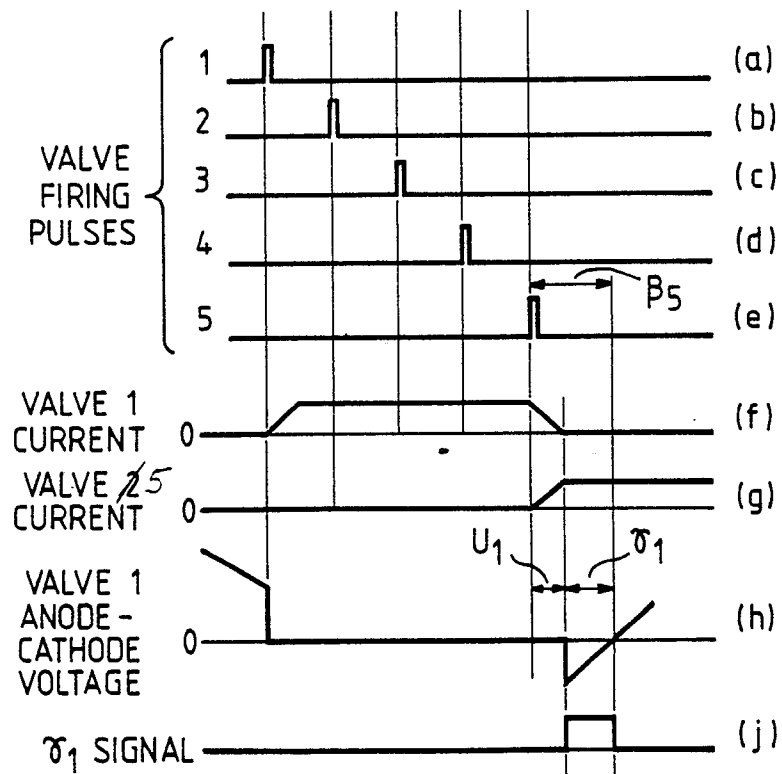 1
(a)
2
(b)
VALVE
FIRING
PULSES
3
(c)
4
(d)
β5
5
(e)
VALVE 1
CURRENT
0
(f)
VALVE 25
CURRENT
0
(g)
U1
γ1
VALVE 1
ANODE-
CATHODE
VOLTAGE
0
(h)
γ1 SIGNAL
(j)